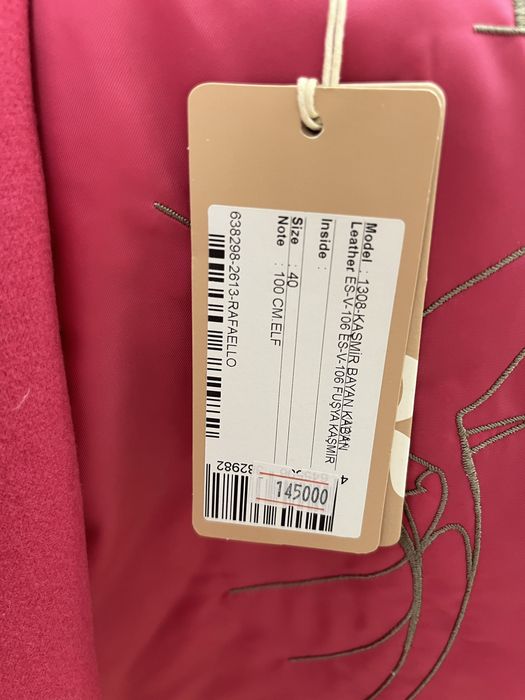 Model : 1308-KAŞMİR BAYAN KABAN
Leather ES-V-106 ES-V-106 FUŞYA KAŞMİR
Inside :
Size : 40
Note : 100 CM.ELF
638298-2613-RAFAELLO
145000